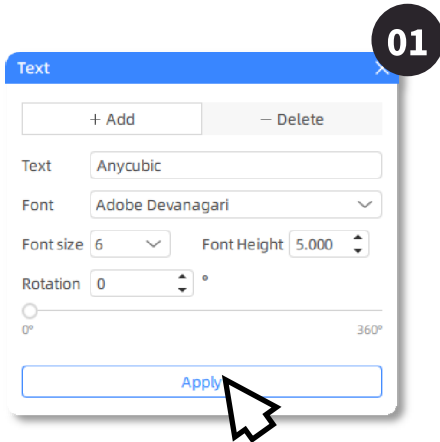 01
Text
+ Add
— Delete
Text Anycubic
Font Adobe Devanagari
Font size 6 Font Height 5.000
Rotation 0 °
0° 360°
Apply